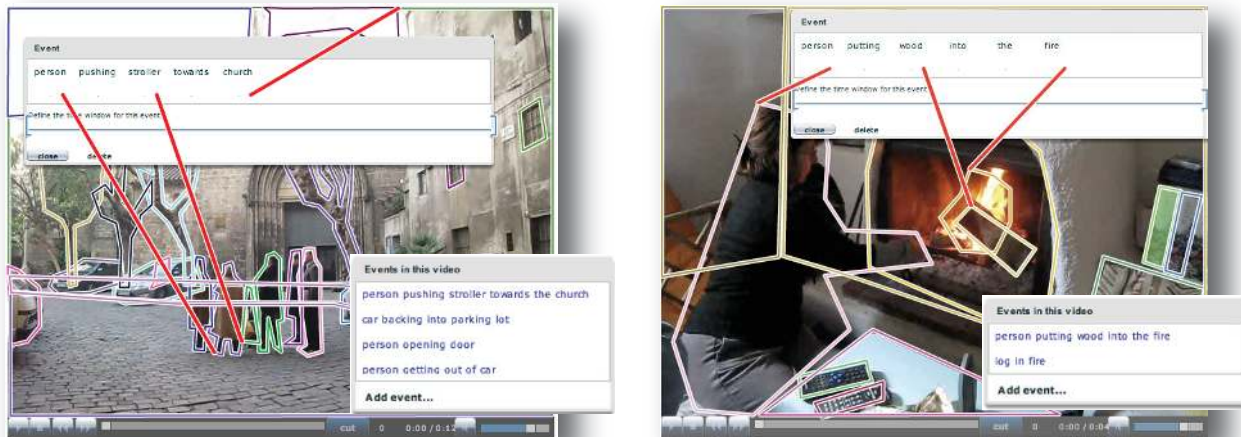 Event
person pushing stroller towards church
Define the time window for this event
close delete
Events in this video
person pushing stroller towards the church
car backing into parking lot
person opening door
person getting out of car
Add event...
cut 0 0:00 / 0:12
Event
person putting wood into the fire
Define the time window for this event
close delete
Events in this video
person putting wood into the fire
log in fire
Add event...
cut 0 0:00 / 0:04